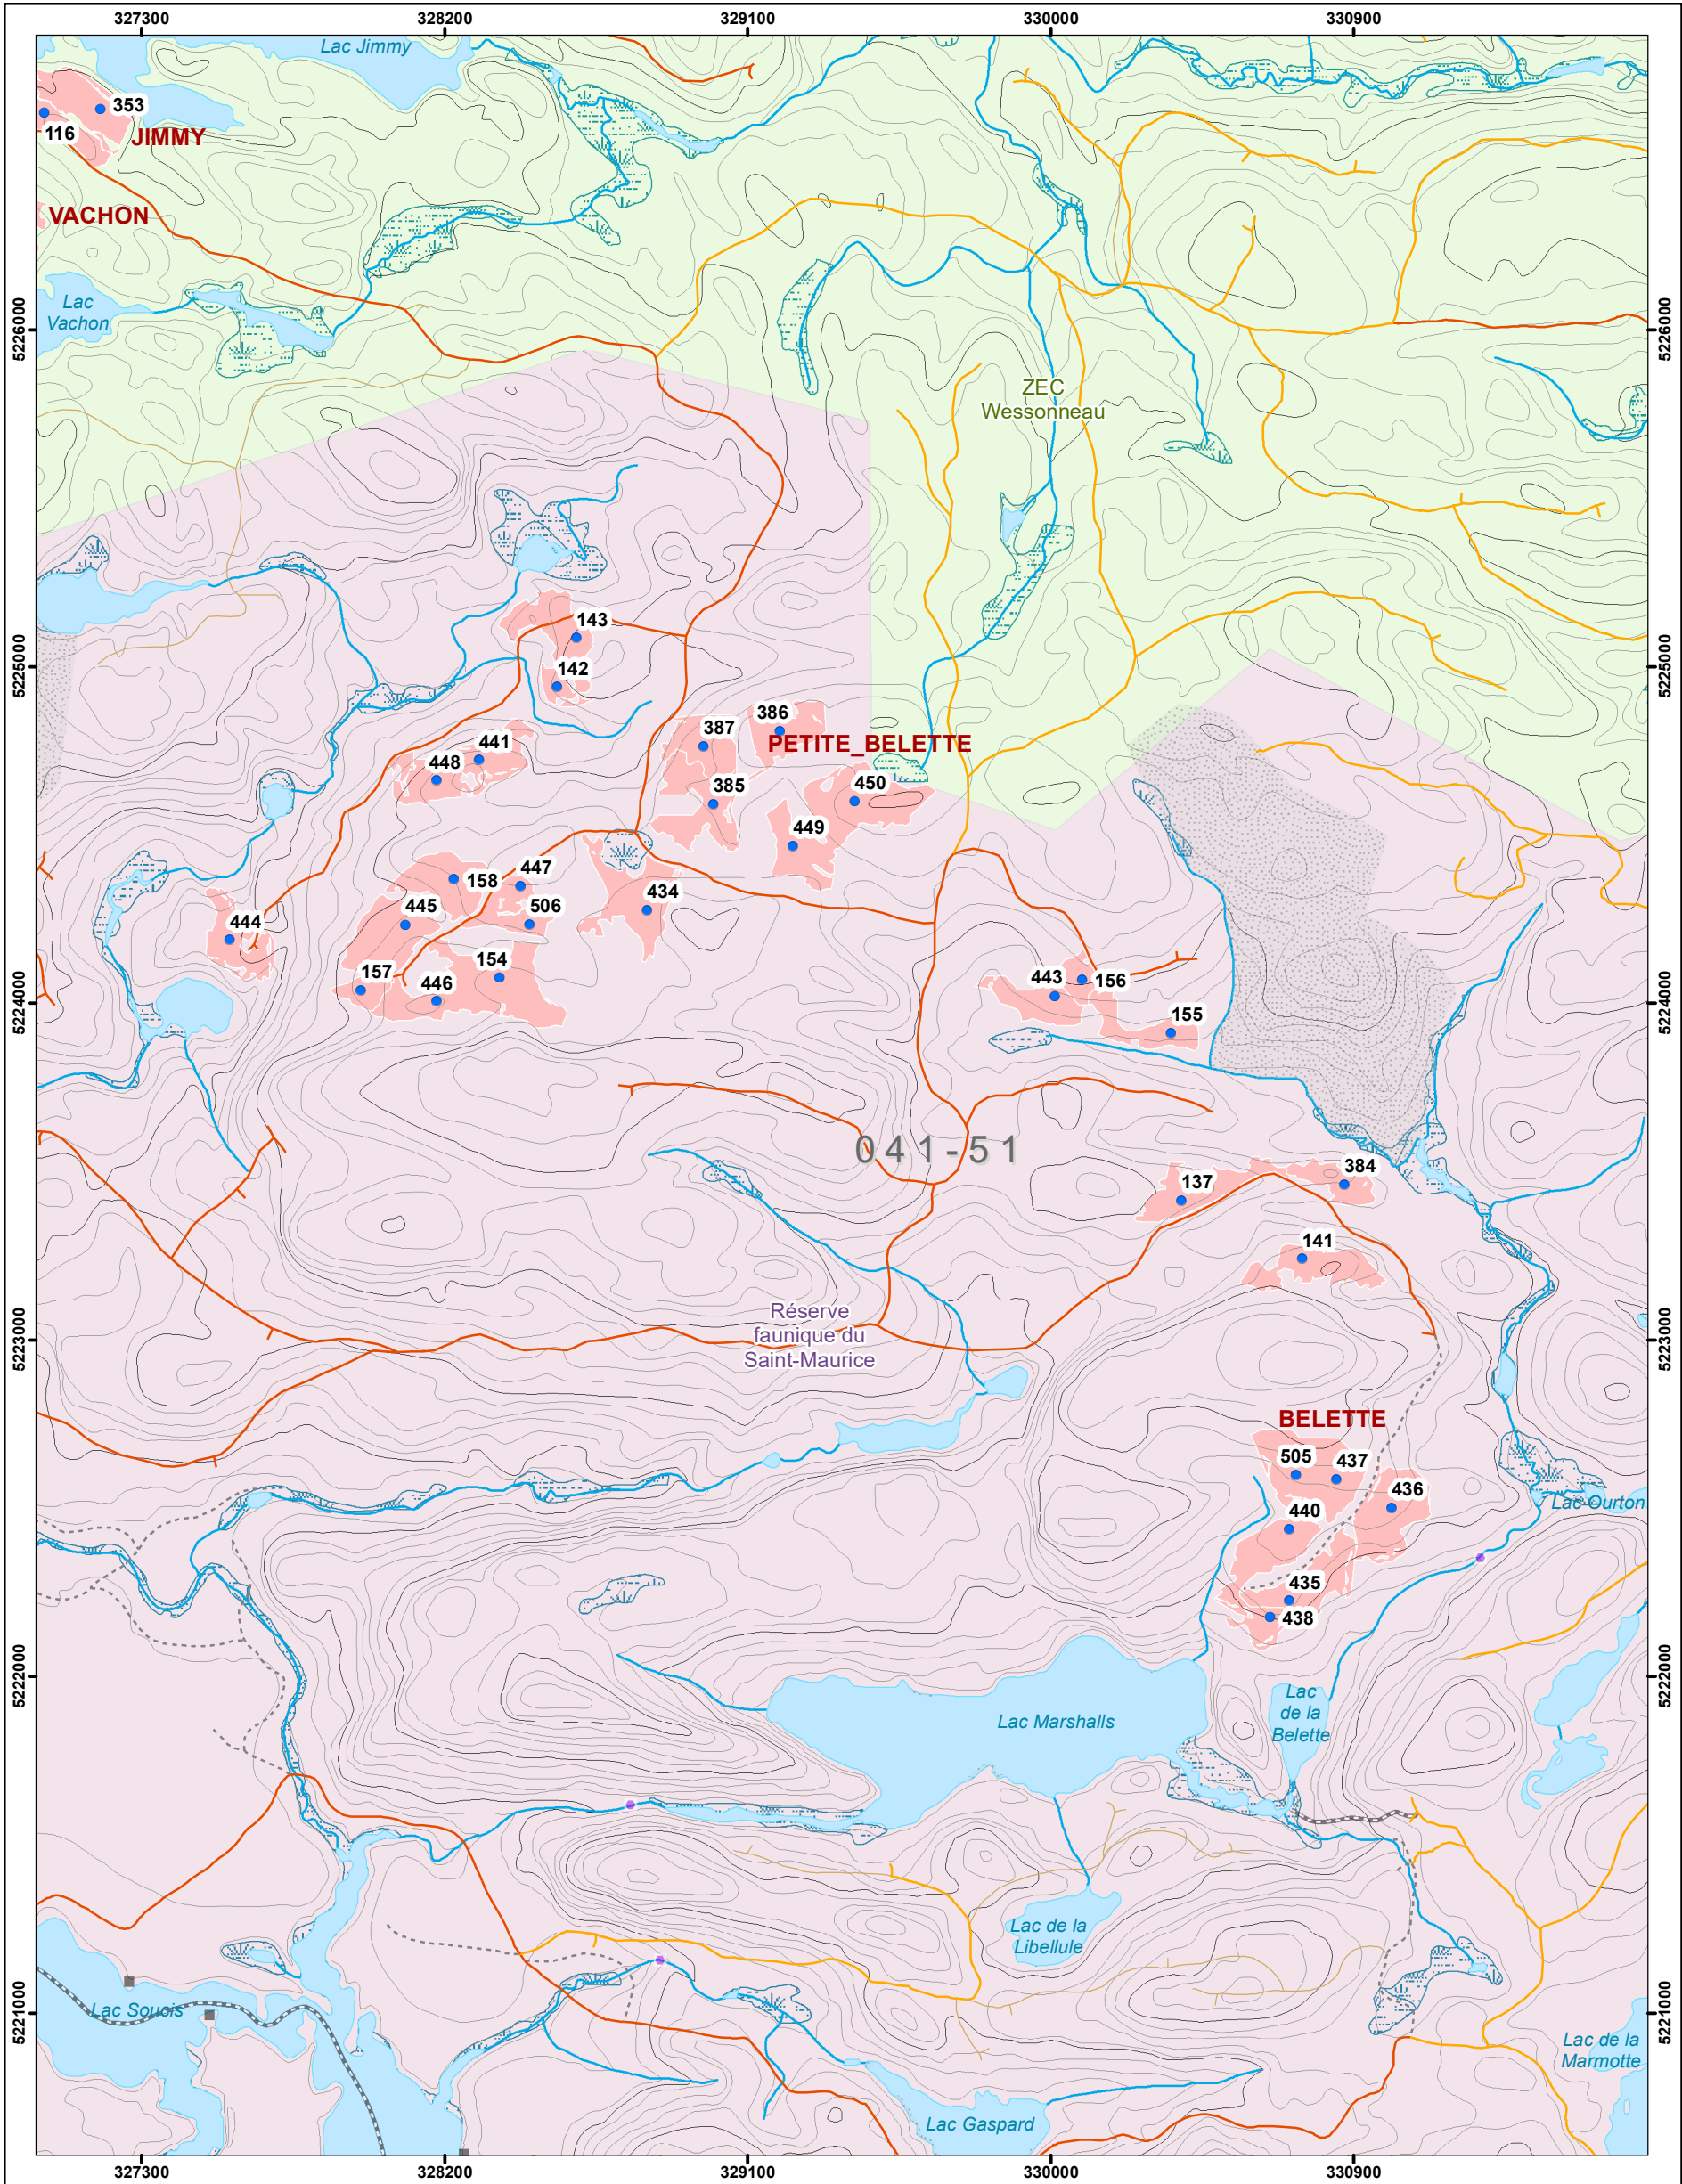 327300
328200
329100
330000
330900
Lac Jimmy
353
116
JIMMY
VACHON
Lac
Vachon
5226000
5226000
ZEC
Wessonneau
143
142
5225000
5225000
387
386
PETITE_BELETTE
441
448
385
450
449
158
447
445
506
434
444
157
154
446
443
156
155
5224000
5224000
041-51
137
384
141
Réserve
faunique du
Saint-Maurice
5223000
5223000
BELETTE
505
437
436
440
Lac Ourton
435
438
5222000
5222000
Lac Marshalls
Lac
de la
Belette
Lac de la
Libellule
Lac Soucis
5221000
5221000
Lac de la
Marmotte
Lac Gaspard
327300
328200
329100
330000
330900